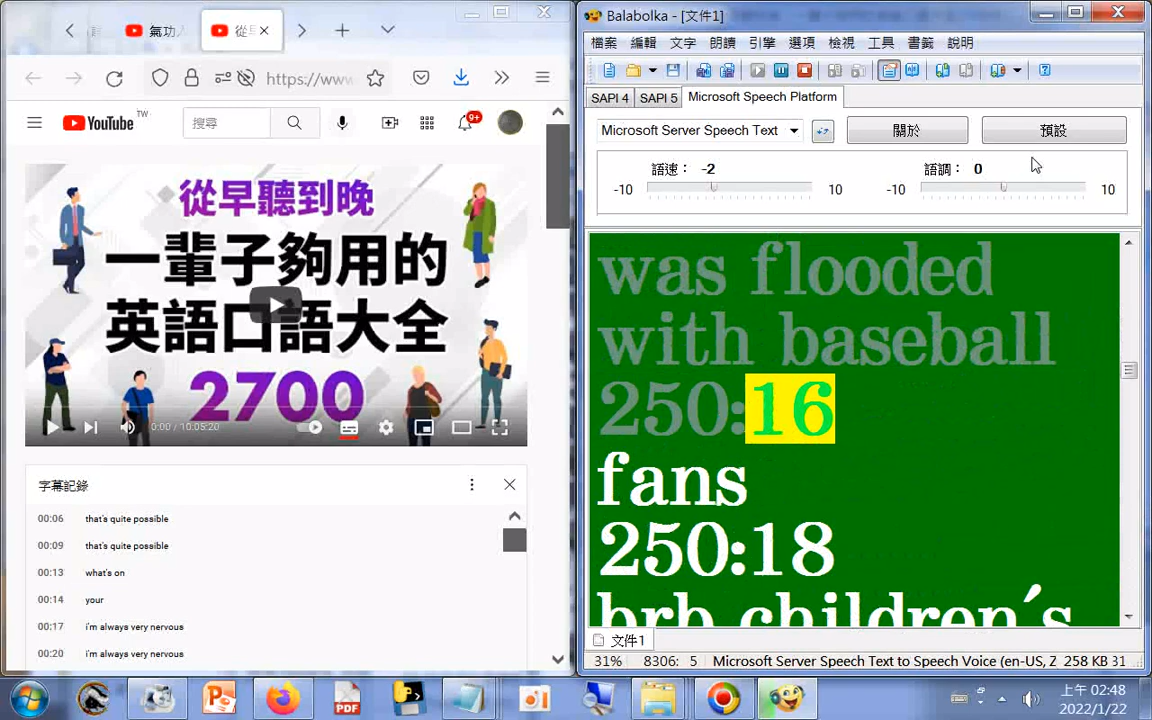 氣功
從
https://www
YouTube TW
搜尋
9+
從早聽到晚
一輩子夠用的
英語口語大全
2700
0:00 / 10:05:20
字幕記錄
00:06 that's quite possible
00:09 that's quite possible
00:13 what's on
00:14 your
00:17 i'm always very nervous
00:20 i'm always very nervous
Balabolka - [文件1]
檔案 編輯 文字 朗讀 引擎 選項 檢視 工具 書籤 說明
SAPI 4 SAPI 5 Microsoft Speech Platform
Microsoft Server Speech Text 關於 預設
語速： -2 語調： 0
-10 10 -10 10
was flooded
with baseball
250:16
fans
250:18
brb children's
文件1
31% 8306: 5 Microsoft Server Speech Text to Speech Voice (en-US, Z 258 KB 31
PDF
上午 02:48
2022/1/22